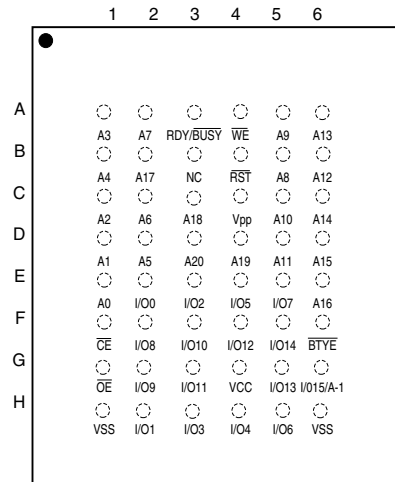 1 2 3 4 5 6
A
A3 A7 RDY/BUSY WE A9 A13
B
A4 A17 NC RST A8 A12
C
A2 A6 A18 Vpp A10 A14
D
A1 A5 A20 A19 A11 A15
E
A0 I/O0 I/O2 I/O5 I/O7 A16
F
CE I/O8 I/O10 I/O12 I/O14 BTYE
G
OE I/O9 I/O11 VCC I/O13 I/015/A-1
H
VSS I/O1 I/O3 I/O4 I/O6 VSS